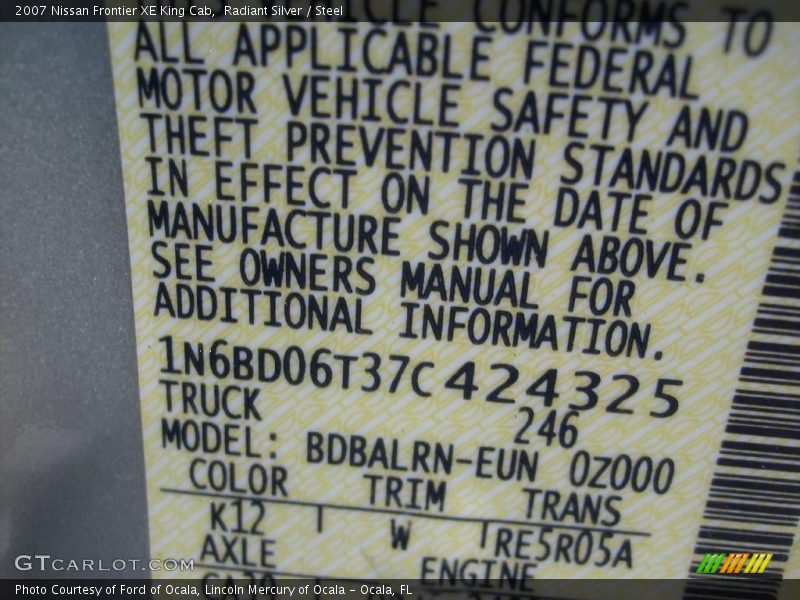 2007 Nissan Frontier XE King Cab,  Radiant Silver / Steel
VEHICLE CONFORMS TO
ALL APPLICABLE FEDERAL
MOTOR VEHICLE SAFETY AND
THEFT PREVENTION STANDARDS
IN EFFECT ON THE DATE OF
MANUFACTURE SHOWN ABOVE.
SEE OWNERS MANUAL FOR
ADDITIONAL INFORMATION.
1N6BD06T37C424325
TRUCK 246
MODEL: BDBALRN-EUN 0Z000
COLOR TRIM TRANS
K12 W RE5R05A
AXLE ENGINE
GTCARLOT.COM
Photo Courtesy of Ford of Ocala, Lincoln Mercury of Ocala - Ocala, FL